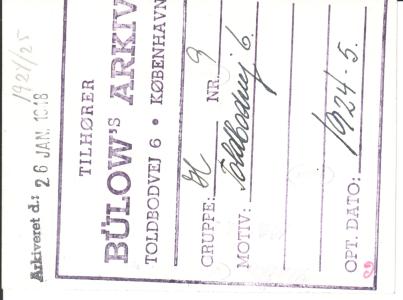 1924/25
Arkiveret d.: 26 JAN. 1918
TILHØRER
BÜLOW'S ARKIV
TOLDBODVEJ 6 • KØBENHAVN
GRUPPE: H NR. 9
MOTIV: Toldbodvej 6.
OPT. DATO: 1924-5.